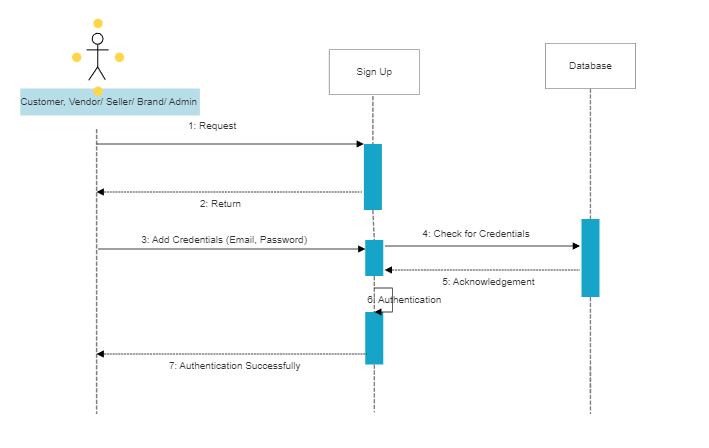 Sign Up
Database
Customer, Vendor/ Seller/ Brand/ Admin
1: Request
2: Return
3: Add Credentials (Email, Password)
4: Check for Credentials
5: Acknowledgement
6: Authentication
7: Authentication Successfully